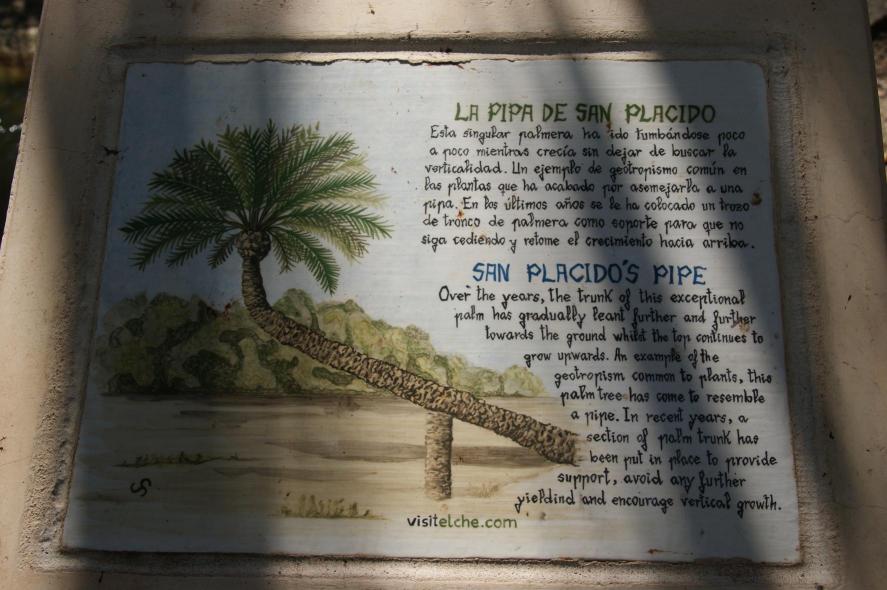 LA PIPA DE SAN PLACIDO
Esta singular palmera ha ido tumbándose poco
a poco mientras crecía sin dejar de buscar la
verticalidad. Un ejemplo de geotropismo común en
las plantas que ha acabado por asemejarla a una
pipa. En los últimos años se le ha colocado un trozo
de tronco de palmera como soporte para que no
siga cediendo y retome el crecimiento hacia arriba.
SAN PLACIDO'S PIPE
Over the years, the trunk of this exceptional
palm has gradually leant further and further
towards the ground whilst the top continues to
grow upwards. An example of the
geotropism common to plants, this
palm tree has come to resemble
a pipe. In recent years, a
section of palm trunk has
been put in place to provide
support, avoid any further
yieldind and encourage vertical growth.
visitelche.com